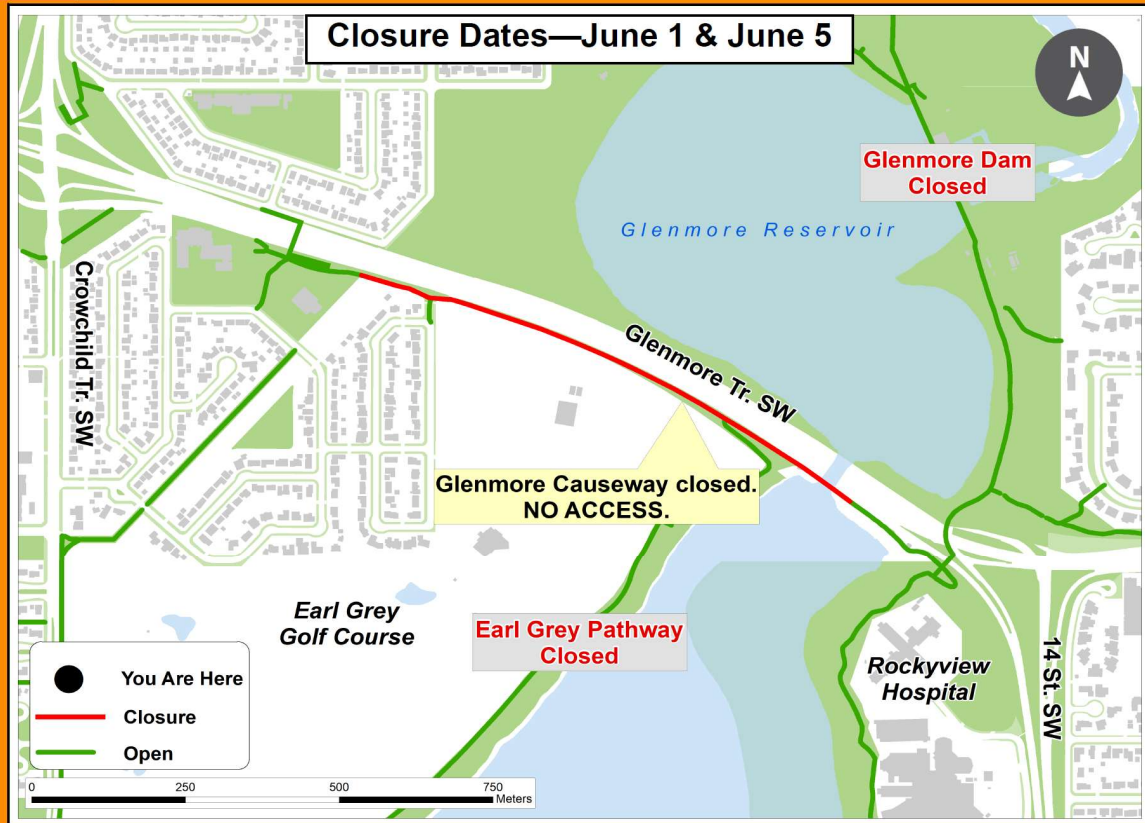 Closure Dates—June 1 & June 5
N
Glenmore Dam
Closed
Glenmore Reservoir
Crowchild Tr. SW
Glenmore Tr. SW
Glenmore Causeway closed.
NO ACCESS.
Earl Grey
Golf Course
Earl Grey Pathway
Closed
Rockyview
Hospital
14 St. SW
You Are Here
Closure
Open
0 250 500 750
Meters